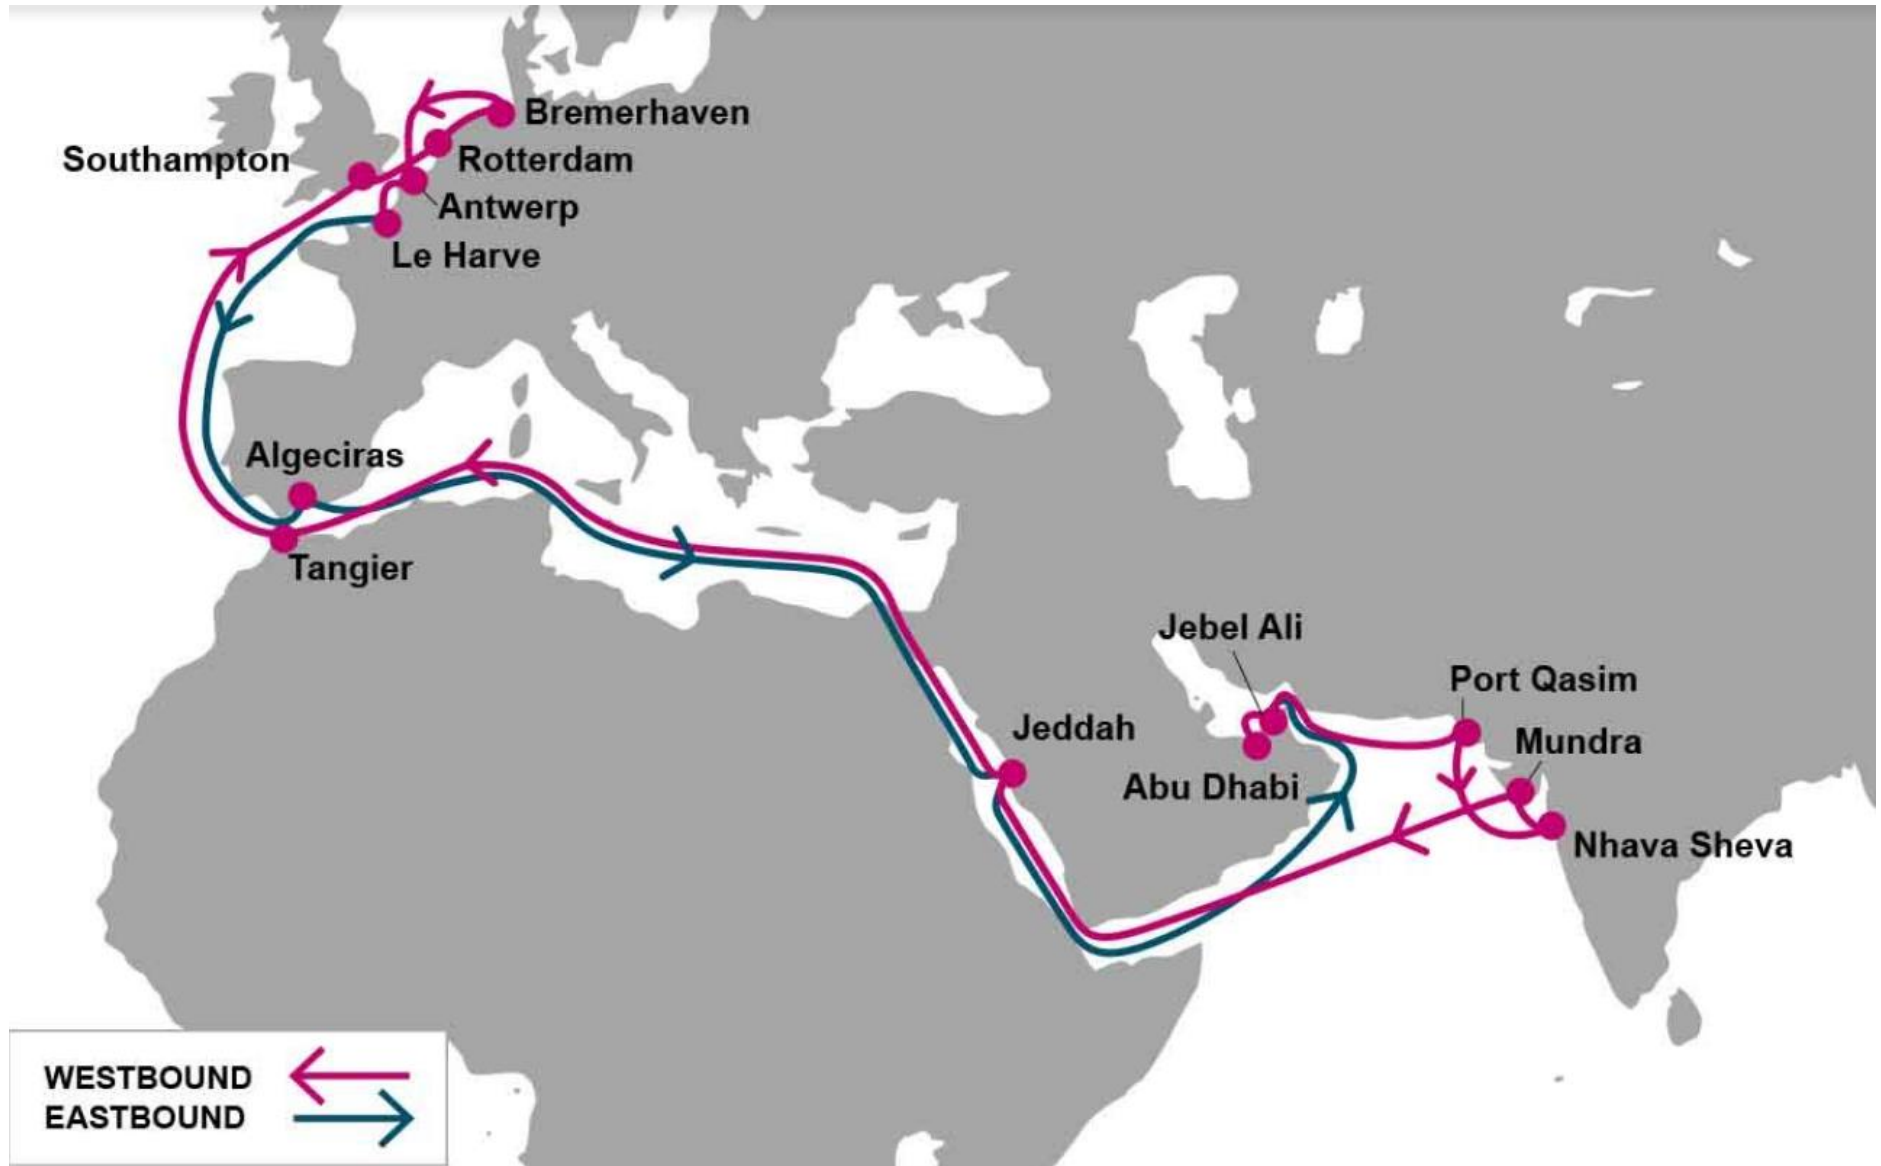 Bremerhaven
Southampton
Rotterdam
Antwerp
Le Harve
Algeciras
Tangier
Jebel Ali
Port Qasim
Jeddah
Mundra
Abu Dhabi
Nhava Sheva
WESTBOUND
EASTBOUND